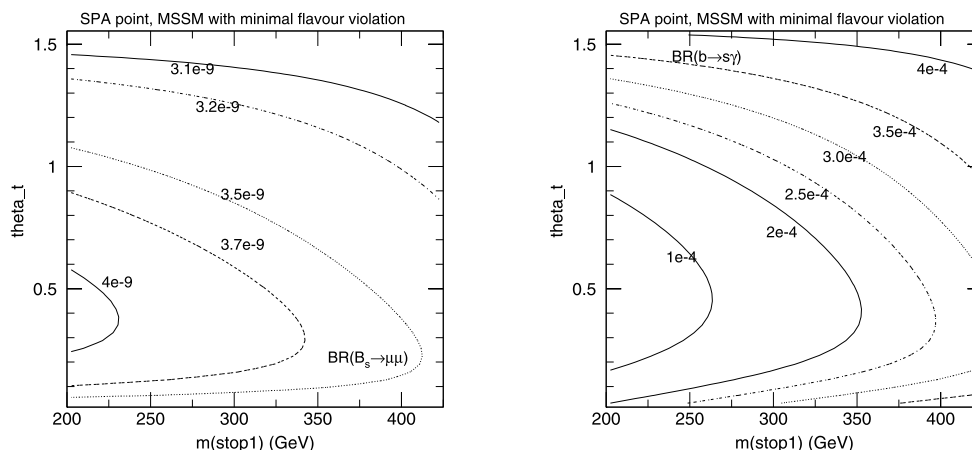 SPA point, MSSM with minimal flavour violation
1.5
3.1e-9
3.2e-9
1
3.5e-9
3.7e-9
0.5
4e-9
BR(B_s→μμ)
theta_t
200 250 300 350 400
m(stop1) (GeV)
SPA point, MSSM with minimal flavour violation
1.5
BR(b→sγ)
4e-4
3.5e-4
3.0e-4
1
2.5e-4
2e-4
1e-4
0.5
theta_t
200 250 300 350 400
m(stop1) (GeV)